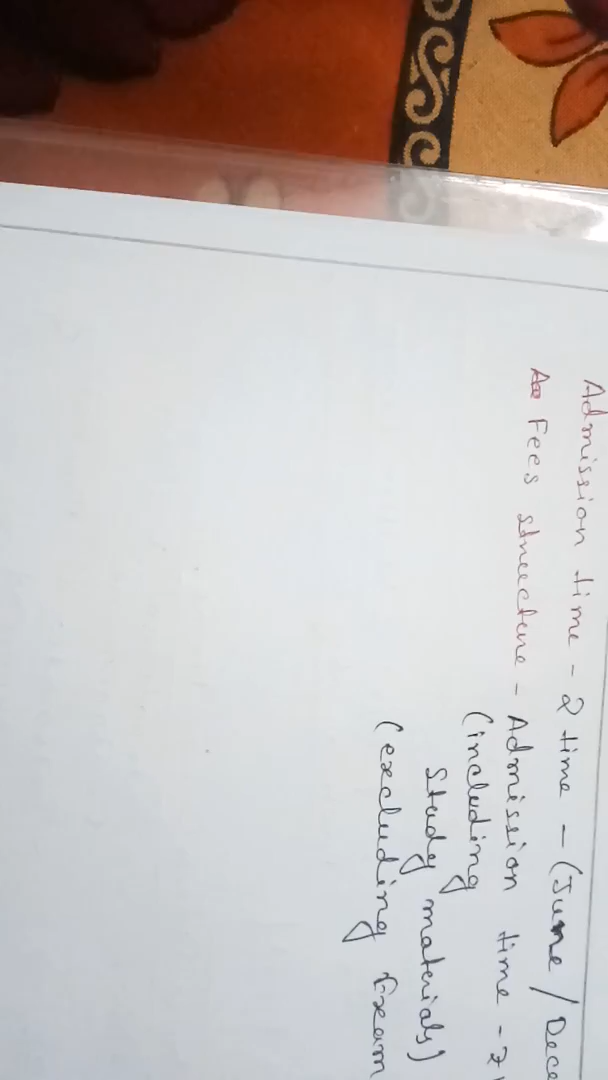 Admission time - 2 time - (June / Dece
Fees structure - Admission time - 
(including
study materials)
(excluding Exam